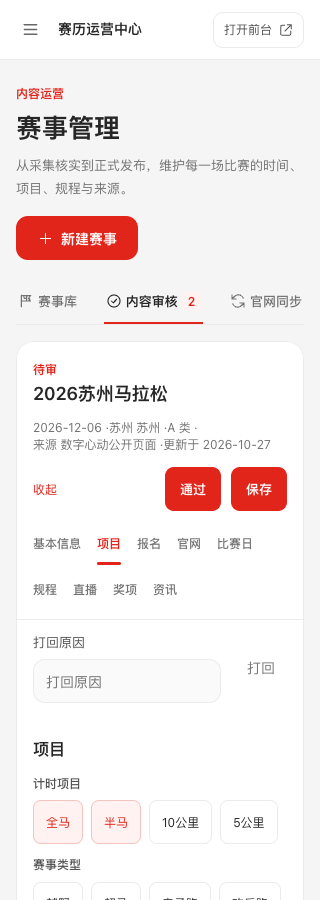 赛历运营中心
打开前台
内容运营
赛事管理
从采集核实到正式发布，维护每一场比赛的时间、
项目、规程与来源。
新建赛事
赛事库
内容审核 2
官网同步
待审
2026苏州马拉松
2026-12-06 ·苏州 苏州 ·A 类 ·
来源 数字心动公开页面 ·更新于 2026-10-27
收起
通过
保存
基本信息 项目 报名 官网 比赛日
规程 直播 奖项 资讯
打回原因
打回原因
打回
项目
计时项目
全马 半马 10公里 5公里
赛事类型